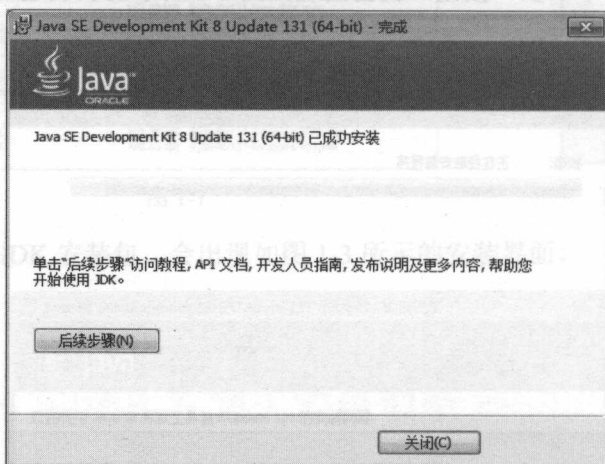 Java SE Development Kit 8 Update 131 (64-bit) - 完成
Java
ORACLE
Java SE Development Kit 8 Update 131 (64-bit) 已成功安装
单击“后续步骤”访问教程, API 文档, 开发人员指南, 发布说明及更多内容, 帮助您
开始使用 JDK。
后续步骤(N)
关闭(C)